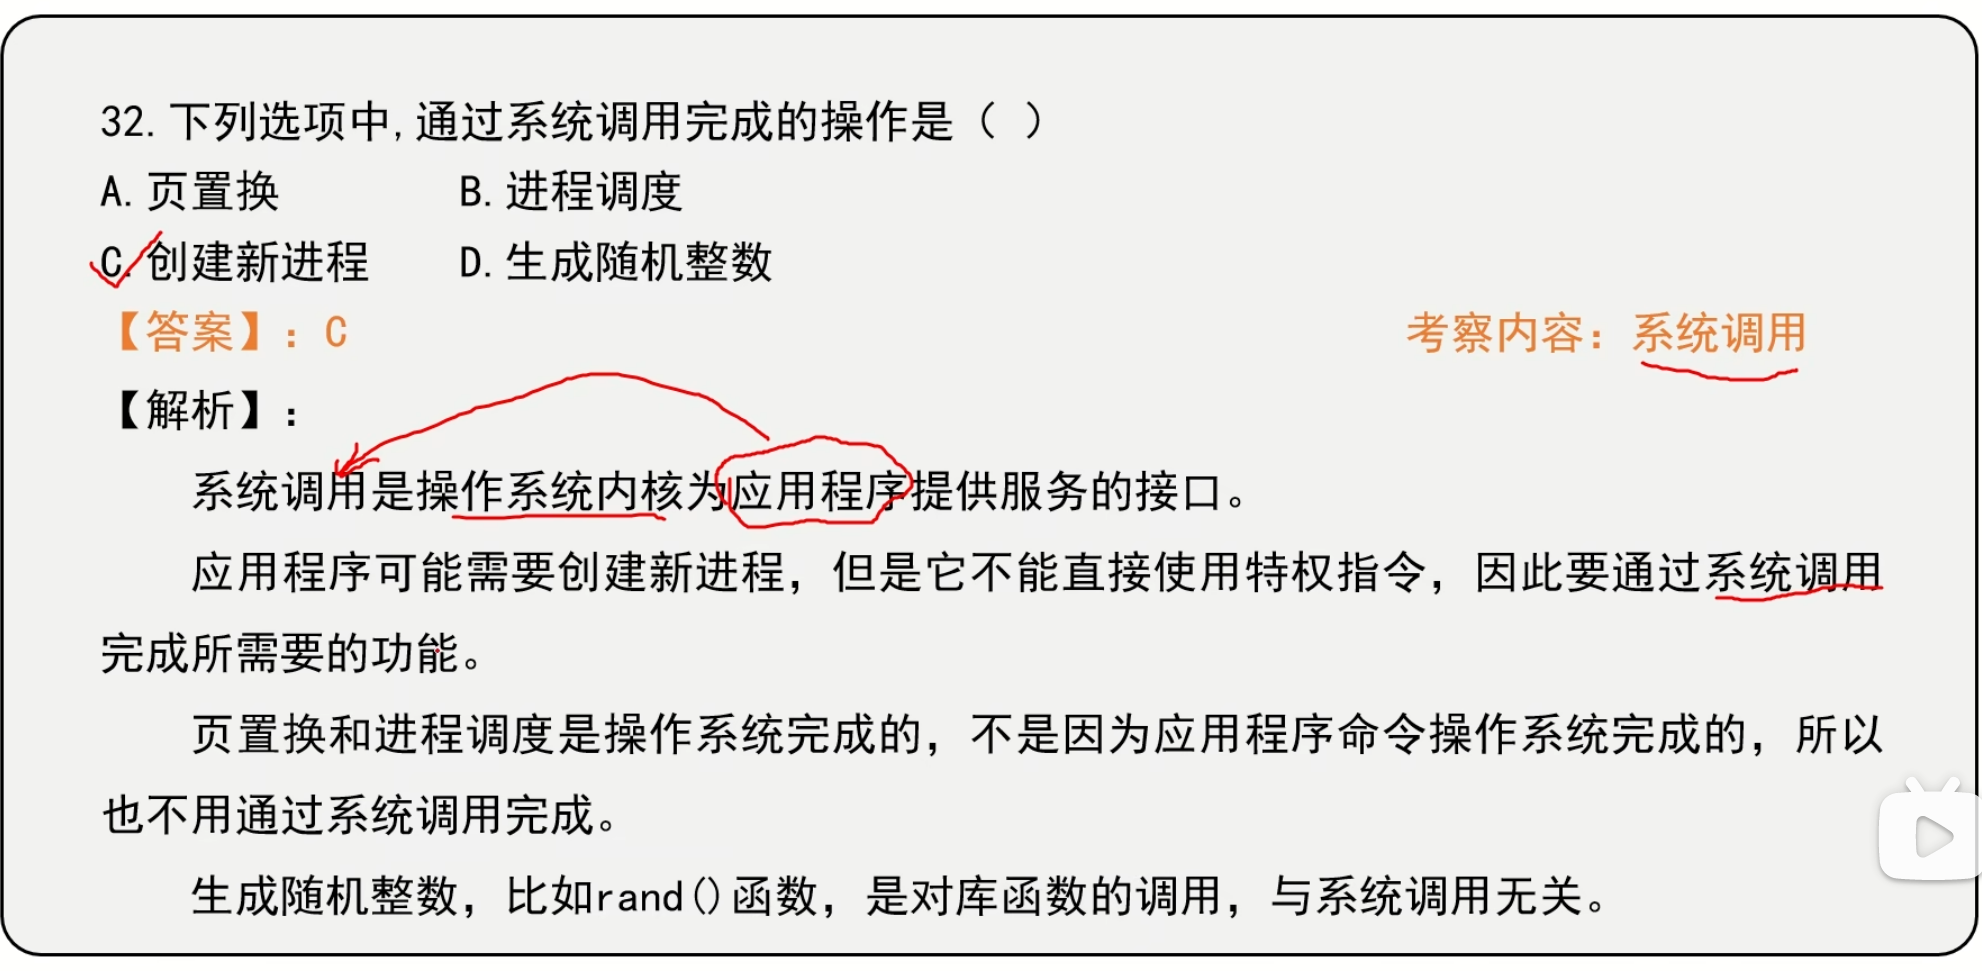 32.下列选项中,通过系统调用完成的操作是（ ）
A.页置换 B.进程调度
C.创建新进程 D.生成随机整数
【答案】：C 考察内容：系统调用
【解析】：
系统调用是操作系统内核为应用程序提供服务的接口。
应用程序可能需要创建新进程，但是它不能直接使用特权指令，因此要通过系统调用
完成所需要的功能。
页置换和进程调度是操作系统完成的，不是因为应用程序命令操作系统完成的，所以
也不用通过系统调用完成。
生成随机整数，比如rand()函数，是对库函数的调用，与系统调用无关。